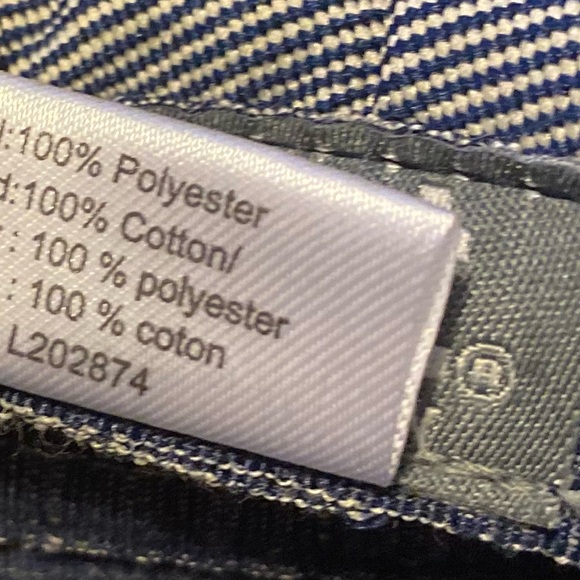 d:100% Polyester
d:100% Cotton/
: 100 % polyester
: 100 % coton
L202874